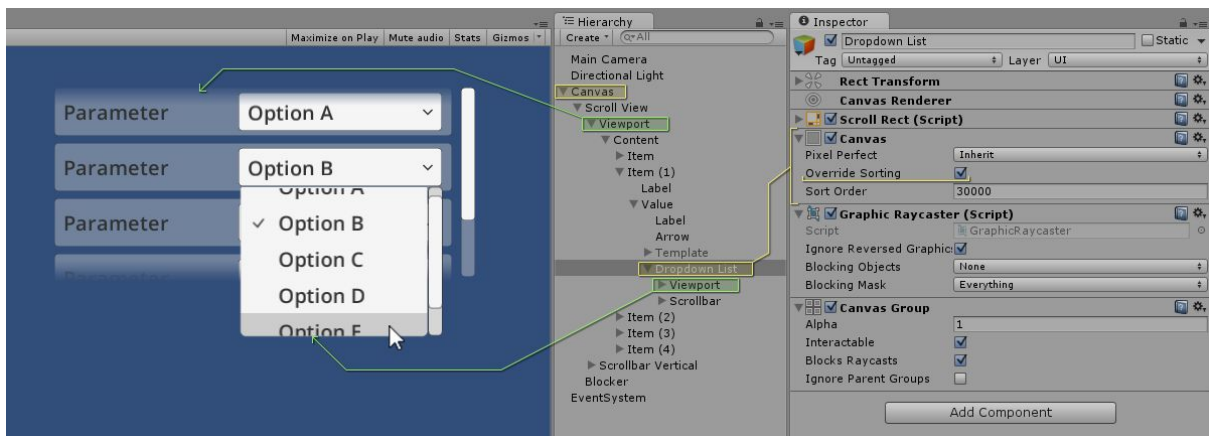 Maximize on Play Mute audio Stats Gizmos
Parameter Option A
Parameter Option B
Option A
Parameter
Option B
Option C
Option D
Option E
Hierarchy
Create All
Main Camera
Directional Light
Canvas
Scroll View
Viewport
Content
Item
Item (1)
Label
Value
Label
Arrow
Template
Dropdown List
Viewport
Scrollbar
Item (2)
Item (3)
Item (4)
Scrollbar Vertical
Blocker
EventSystem
Inspector
Dropdown List Static
Tag Untagged Layer UI
Rect Transform
Canvas Renderer
Scroll Rect (Script)
Canvas
Pixel Perfect Inherit
Override Sorting
Sort Order 30000
Graphic Raycaster (Script)
Script GraphicRaycaster
Ignore Reversed Graphic
Blocking Objects None
Blocking Mask Everything
Canvas Group
Alpha 1
Interactable
Blocks Raycasts
Ignore Parent Groups
Add Component